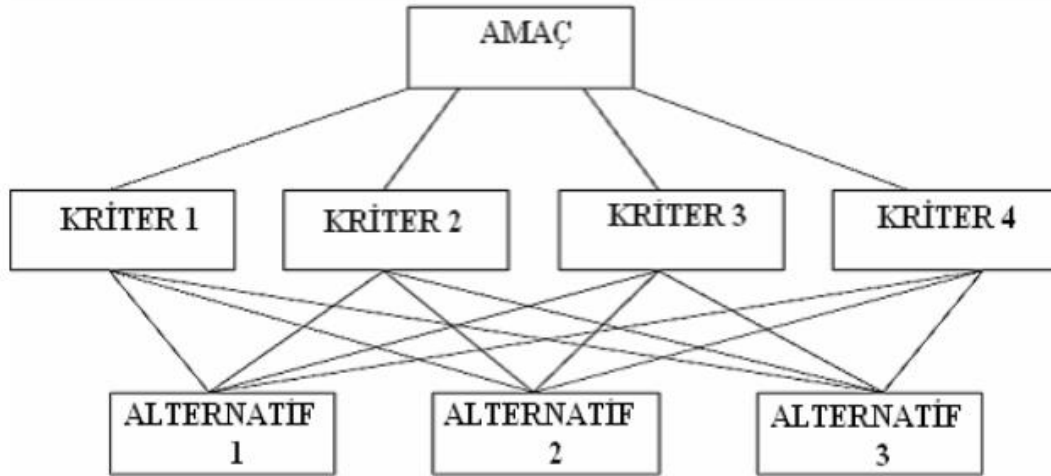 AMAÇ
KRİTER 1
KRİTER 2
KRİTER 3
KRİTER 4
ALTERNATİF
1
ALTERNATİF
2
ALTERNATİF
3